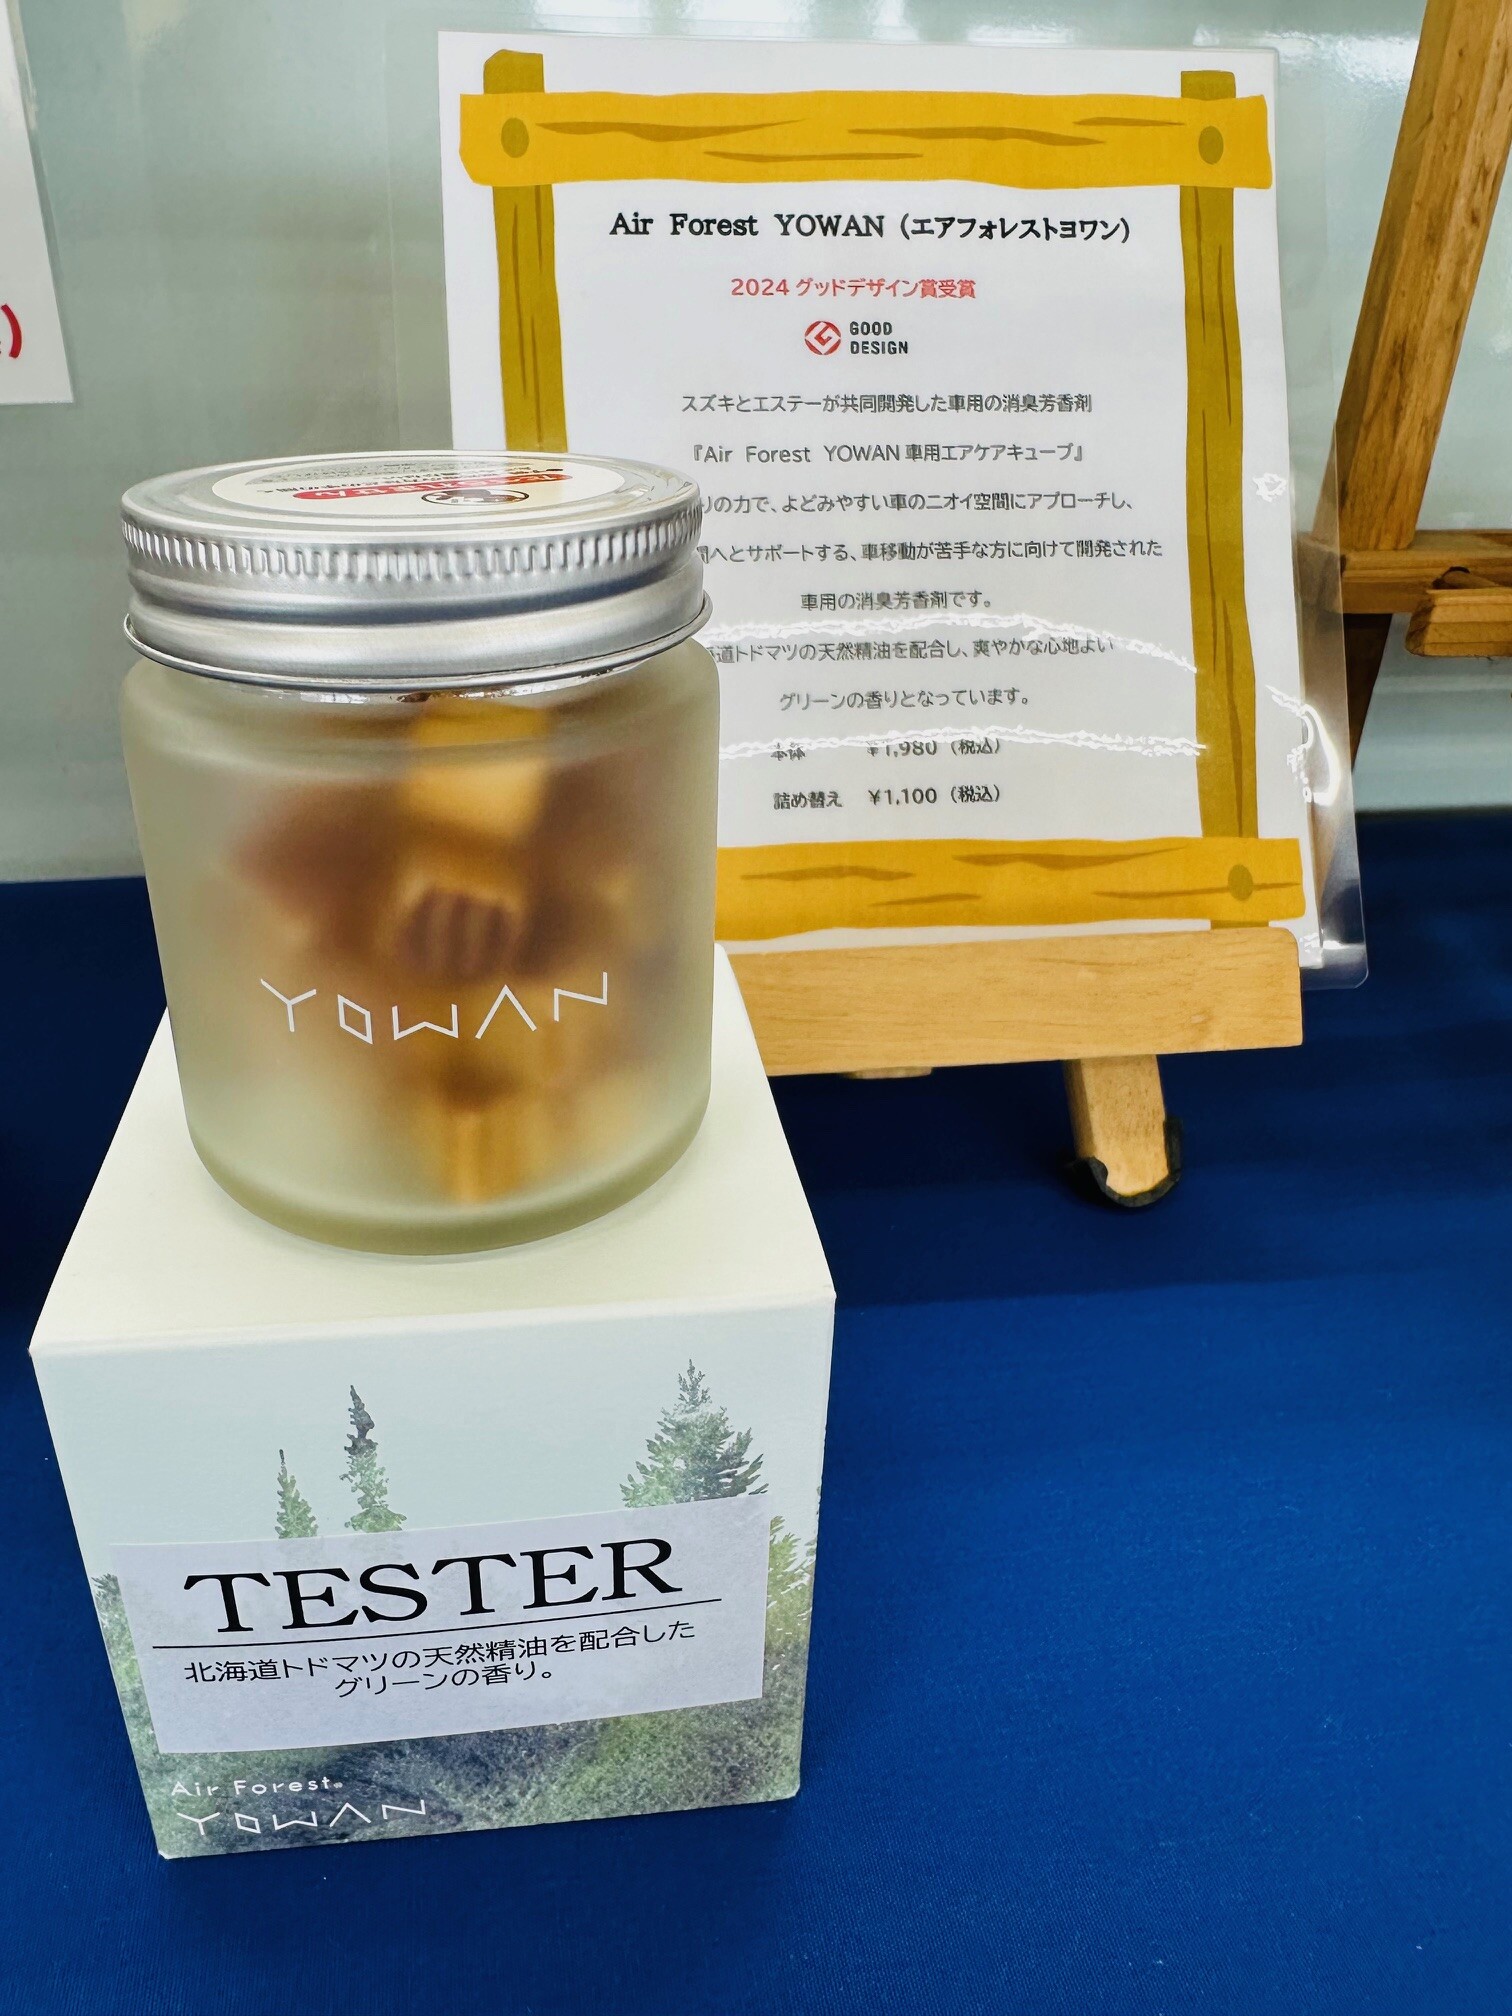 Air Forest YOWAN (エアフォレストヨワン)
2024 グッドデザイン賞受賞
GOOD
DESIGN
スズキとエステーが共同開発した車用の消臭芳香剤
『Air Forest YOWAN 車用エアケアキューブ』
りの力で、よどみやすい車のニオイ空間にアプローチし、
間へとサポートする、車移動が苦手な方に向けて開発された
車用の消臭芳香剤です。
道トドマツの天然精油を配合し、爽やかな心地よい
グリーンの香りとなっています。
本体 ¥1,980 (税込)
詰め替え ¥1,100 (税込)
YOWAN
TESTER
北海道トドマツの天然精油を配合した
グリーンの香り。
Air Forest®
YOWAN